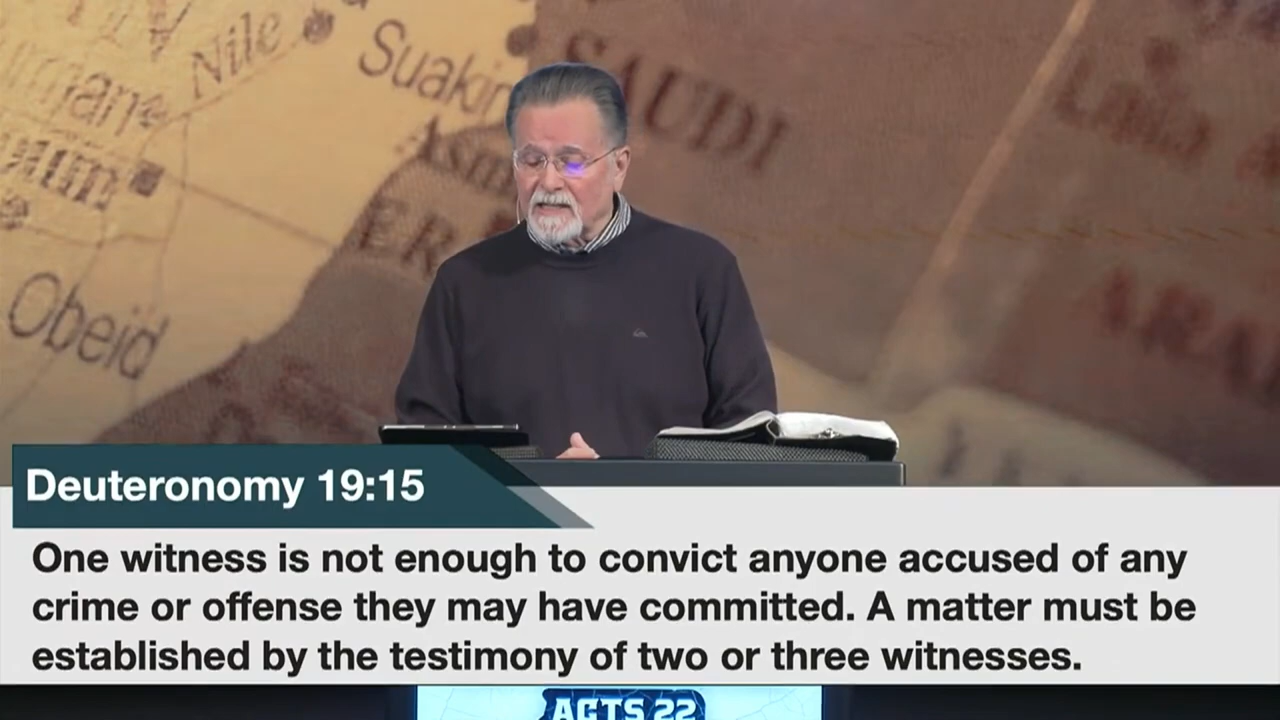 Nile
Suakin
SAUDI
Obeid
Deuteronomy 19:15
One witness is not enough to convict anyone accused of any
crime or offense they may have committed. A matter must be
established by the testimony of two or three witnesses.
ACTS 22